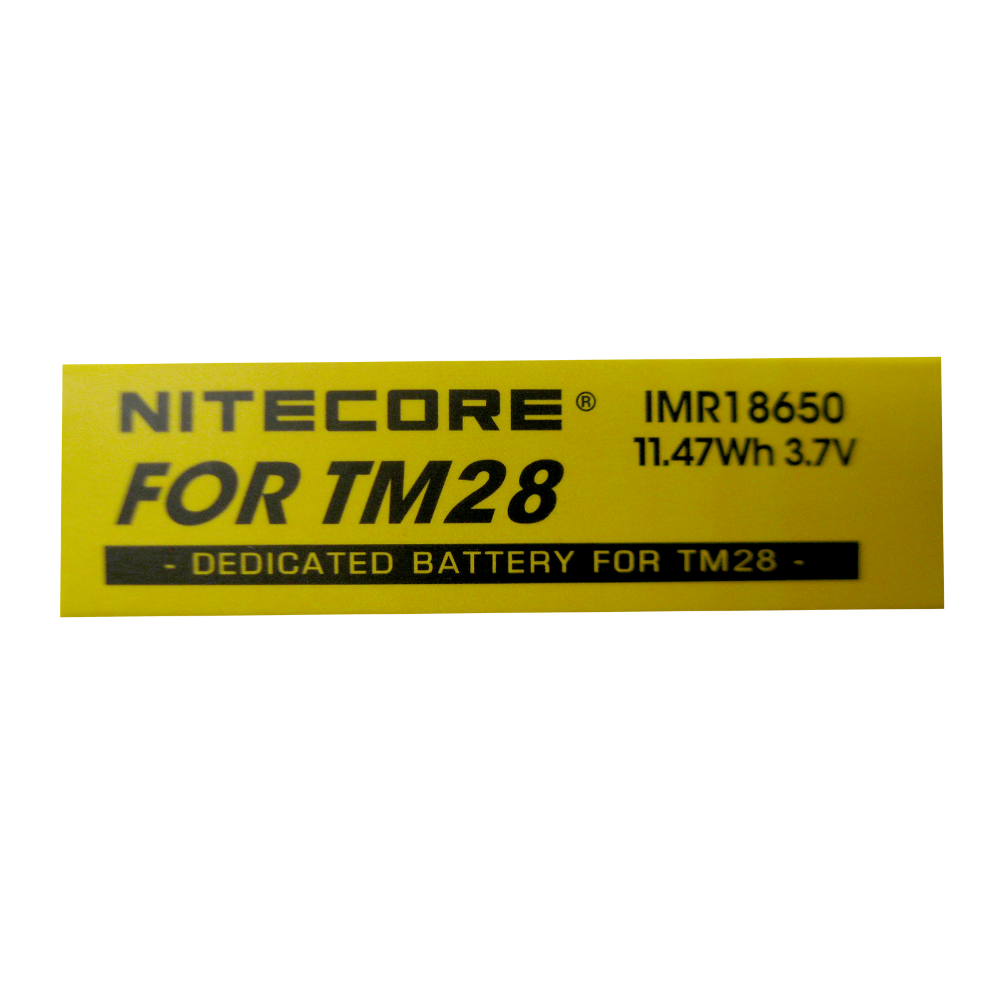 NITECORE®
IMR18650
11.47Wh 3.7V
FOR TM28
- DEDICATED BATTERY FOR TM28 -